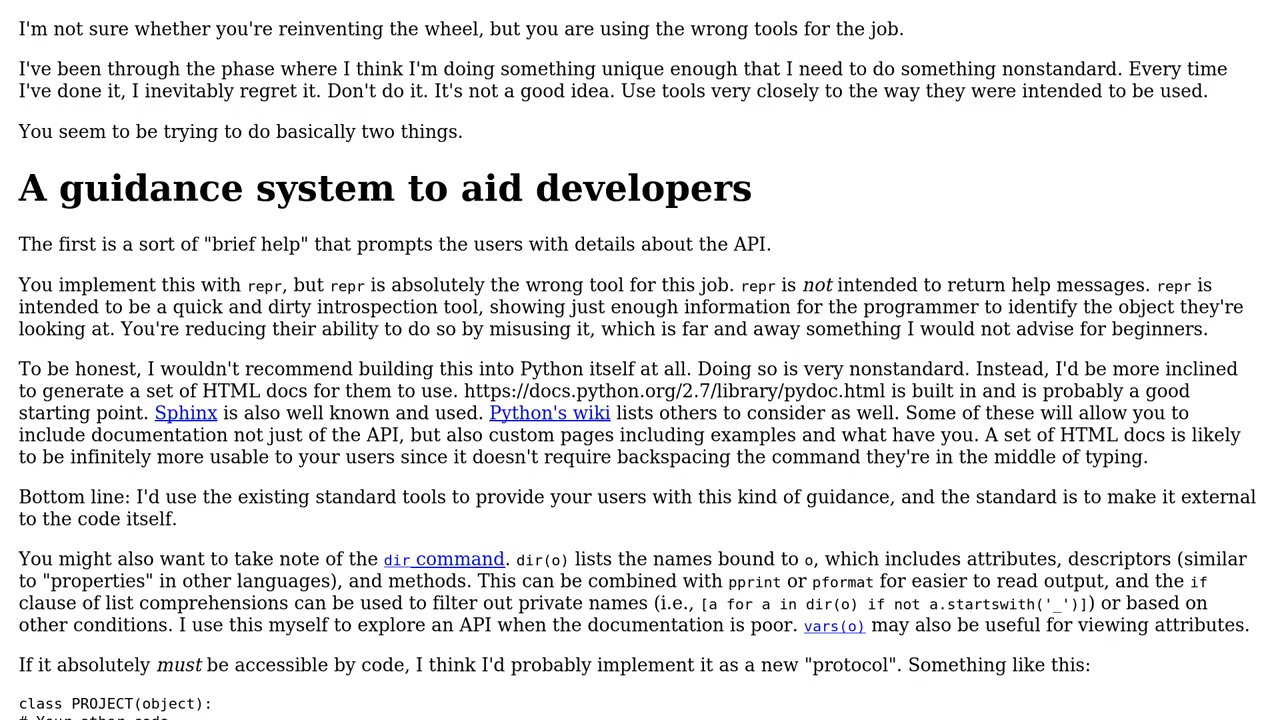 I'm not sure whether you're reinventing the wheel, but you are using the wrong tools for the job.
I've been through the phase where I think I'm doing something unique enough that I need to do something nonstandard. Every time
I've done it, I inevitably regret it. Don't do it. It's not a good idea. Use tools very closely to the way they were intended to be used.
You seem to be trying to do basically two things.
A guidance system to aid developers
The first is a sort of "brief help" that prompts the users with details about the API.
You implement this with repr, but repr is absolutely the wrong tool for this job. repr is not intended to return help messages. repr is
intended to be a quick and dirty introspection tool, showing just enough information for the programmer to identify the object they're
looking at. You're reducing their ability to do so by misusing it, which is far and away something I would not advise for beginners.
To be honest, I wouldn't recommend building this into Python itself at all. Doing so is very nonstandard. Instead, I'd be more inclined
to generate a set of HTML docs for them to use. https://docs.python.org/2.7/library/pydoc.html is built in and is probably a good
starting point. Sphinx is also well known and used. Python's wiki lists others to consider as well. Some of these will allow you to
include documentation not just of the API, but also custom pages including examples and what have you. A set of HTML docs is likely
to be infinitely more usable to your users since it doesn't require backspacing the command they're in the middle of typing.
Bottom line: I'd use the existing standard tools to provide your users with this kind of guidance, and the standard is to make it external
to the code itself.
You might also want to take note of the dir command. dir(o) lists the names bound to o, which includes attributes, descriptors (similar
to "properties" in other languages), and methods. This can be combined with pprint or pformat for easier to read output, and the if
clause of list comprehensions can be used to filter out private names (i.e., [a for a in dir(o) if not a.startswith('_')]) or based on
other conditions. I use this myself to explore an API when the documentation is poor. vars(o) may also be useful for viewing attributes.
If it absolutely must be accessible by code, I think I'd probably implement it as a new "protocol". Something like this:
class PROJECT(object):
# Your other code